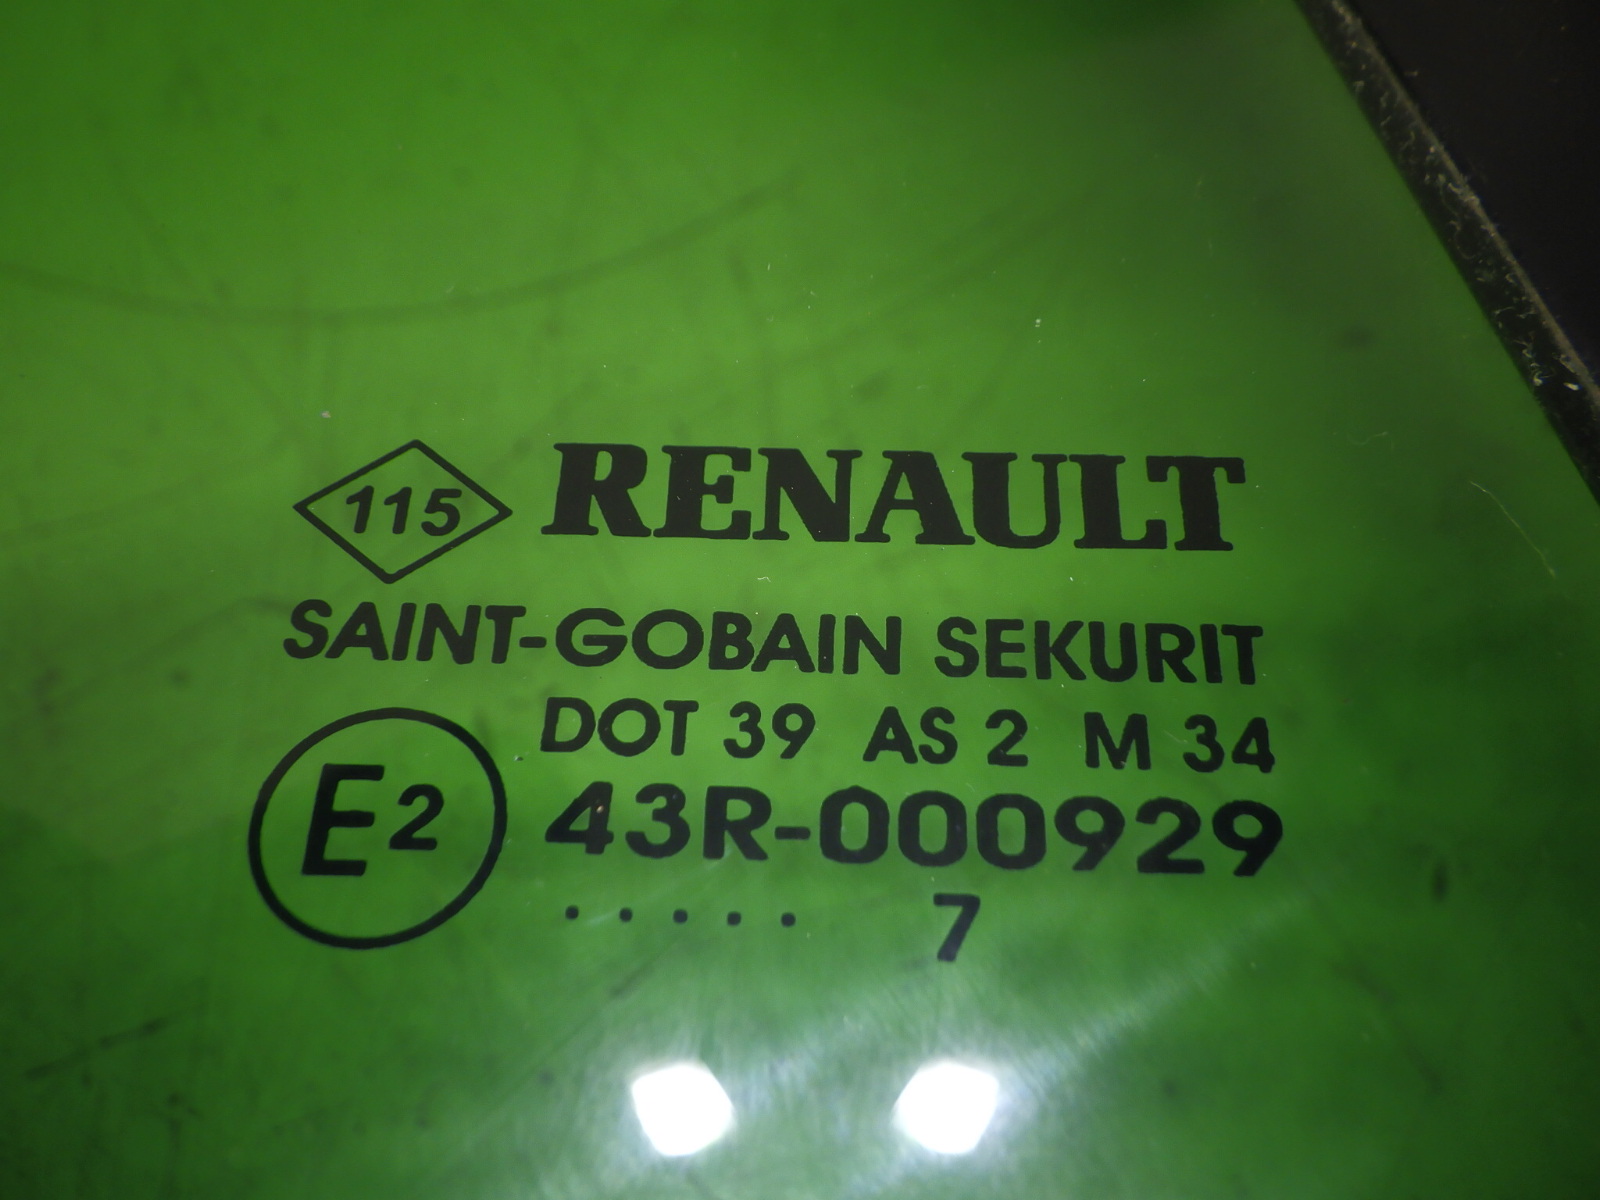 115 RENAULT
SAINT-GOBAIN SEKURIT
DOT 39 AS 2 M 34
E2 43R-000929
..... 7